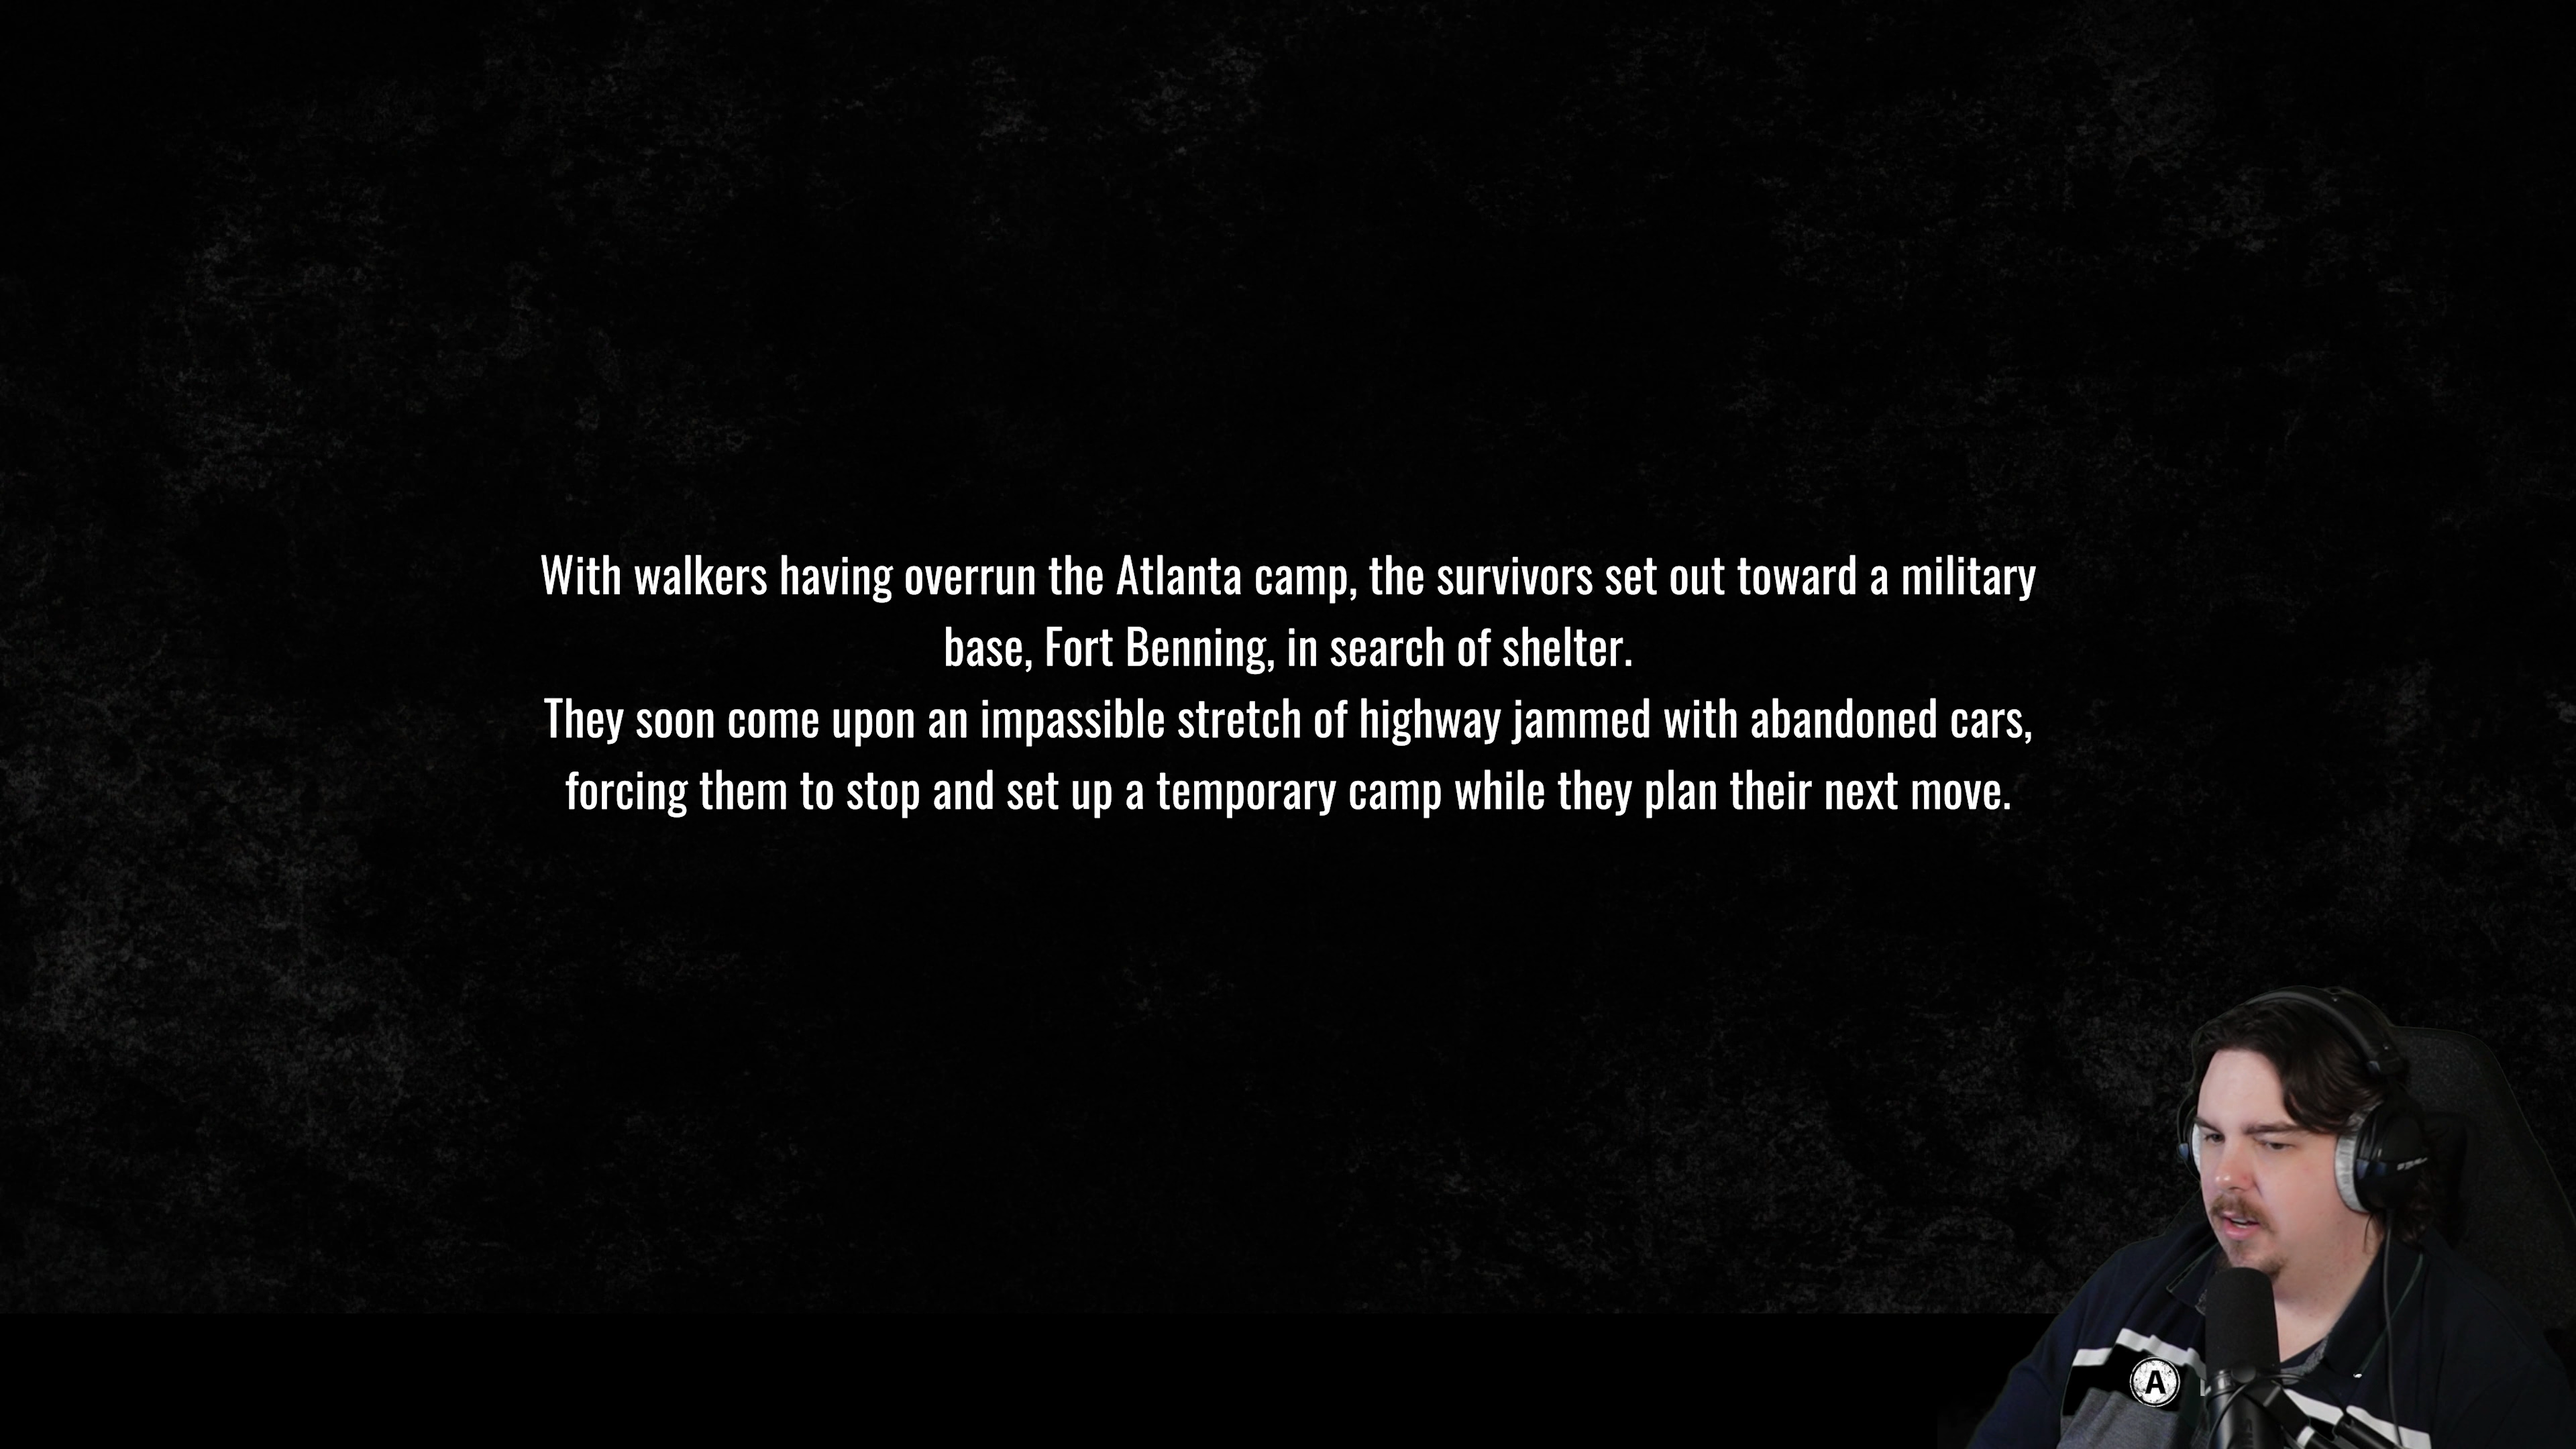 With walkers having overrun the Atlanta camp, the survivors set out toward a military
base, Fort Benning, in search of shelter.
They soon come upon an impassible stretch of highway jammed with abandoned cars,
forcing them to stop and set up a temporary camp while they plan their next move.
A